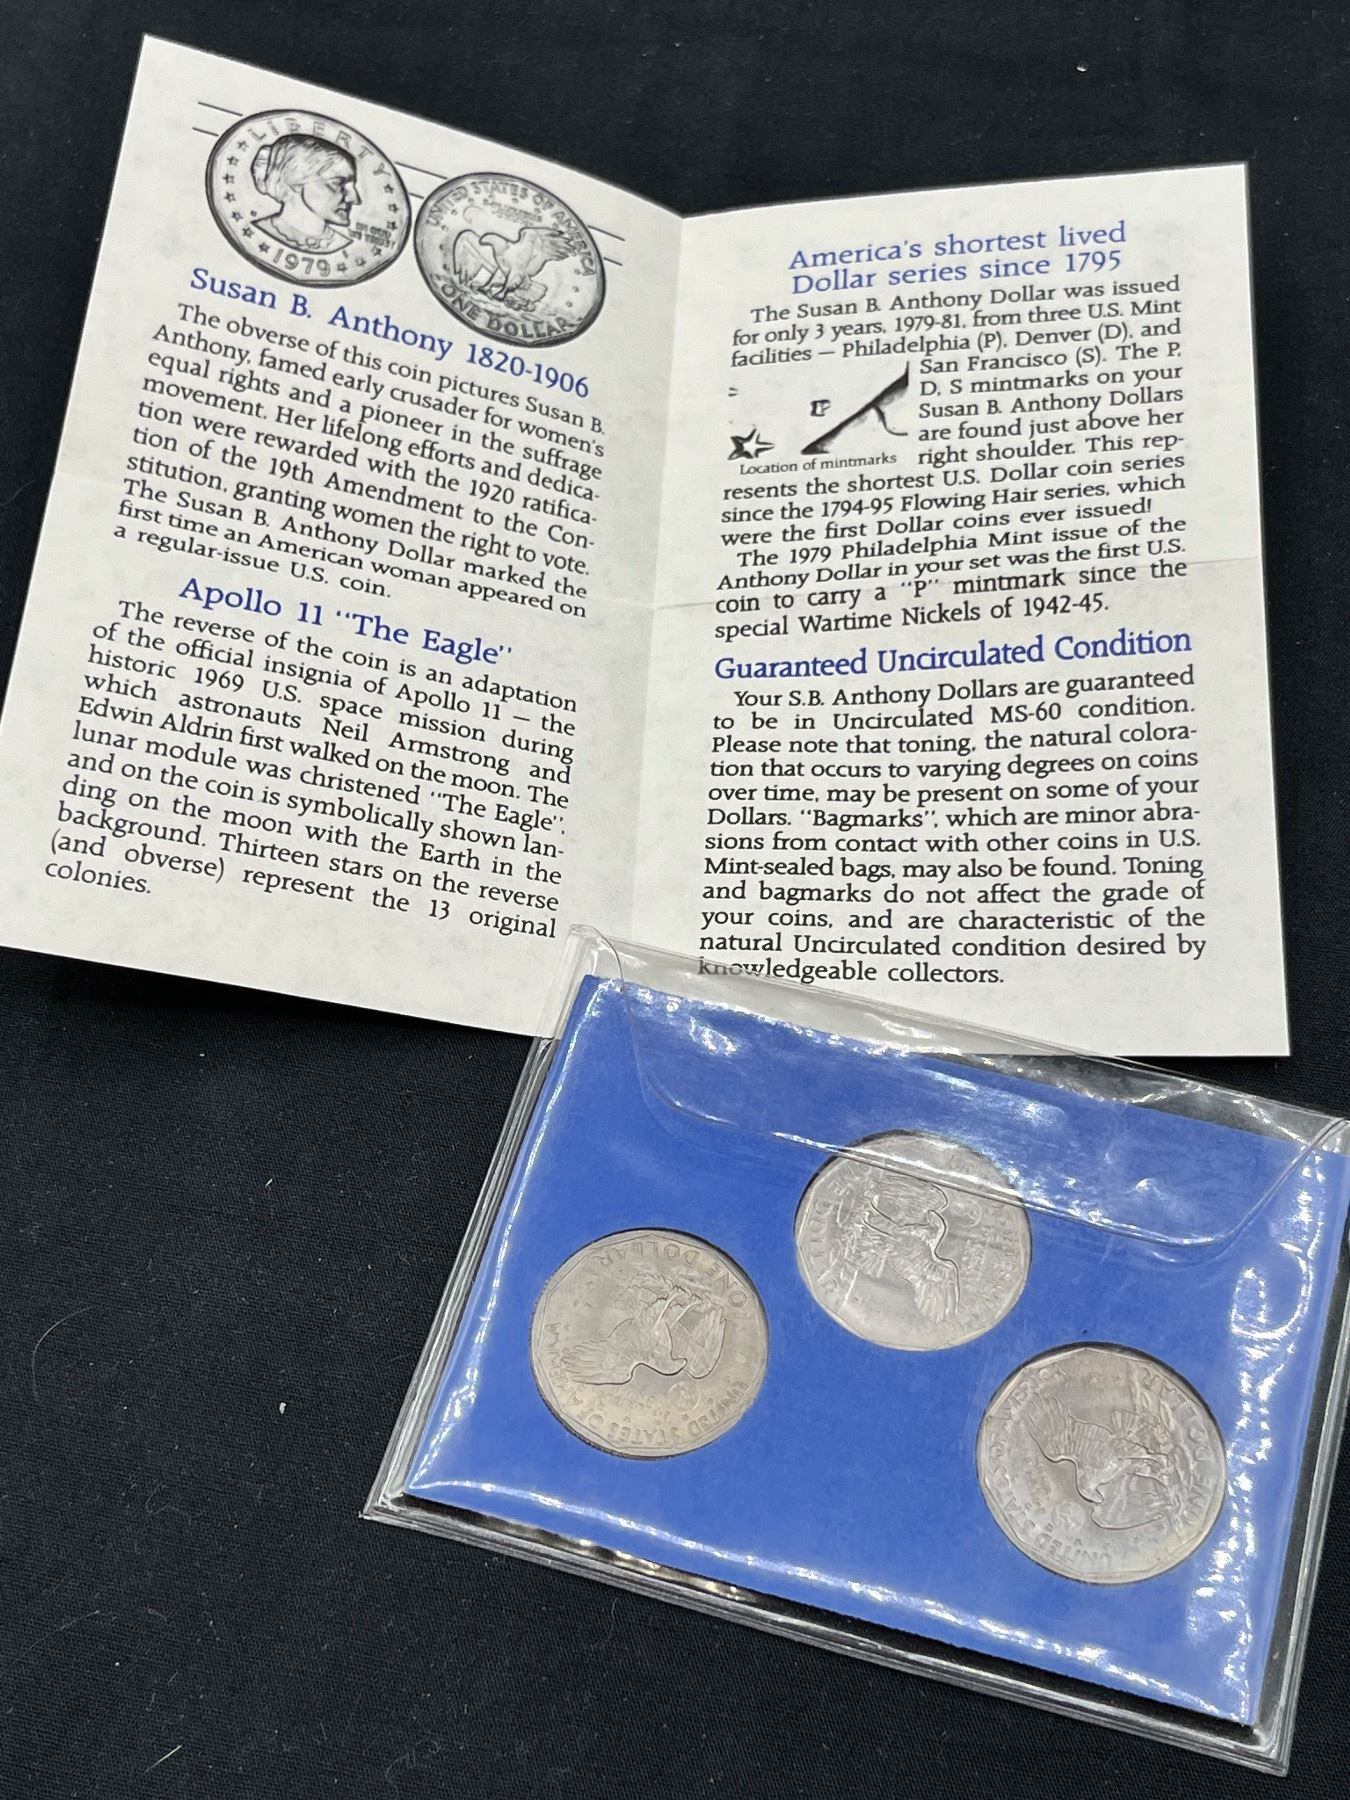 LIBERTY
IN GOD
WE TRUST
1979
UNITED STATES OF AMERICA
ONE DOLLAR
Susan B. Anthony 1820-1906
The obverse of this coin pictures Susan B.
Anthony, famed early crusader for women's
equal rights and a pioneer in the suffrage
movement. Her lifelong efforts and dedica-
tion were rewarded with the 1920 ratifica-
tion of the 19th Amendment to the Con-
stitution, granting women the right to vote.
The Susan B. Anthony Dollar marked the
first time an American woman appeared on
a regular-issue U.S. coin.
Apollo 11 "The Eagle"
The reverse of the coin is an adaptation
of the official insignia of Apollo 11 — the
historic 1969 U.S. space mission during
which astronauts Neil Armstrong and
Edwin Aldrin first walked on the moon. The
lunar module was christened "The Eagle",
and on the coin is symbolically shown lan-
ding on the moon with the Earth in the
background. Thirteen stars on the reverse
(and obverse) represent the 13 original
colonies.
America's shortest lived
Dollar series since 1795
The Susan B. Anthony Dollar was issued
for only 3 years, 1979-81, from three U.S. Mint
facilities — Philadelphia (P), Denver (D), and
San Francisco (S). The P,
D, S mintmarks on your
Susan B. Anthony Dollars
are found just above her
right shoulder. This rep-
P
Location of mintmarks
resents the shortest U.S. Dollar coin series
since the 1794-95 Flowing Hair series, which
were the first Dollar coins ever issued!
The 1979 Philadelphia Mint issue of the
Anthony Dollar in your set was the first U.S.
coin to carry a "P" mintmark since the
special Wartime Nickels of 1942-45.
Guaranteed Uncirculated Condition
Your S.B. Anthony Dollars are guaranteed
to be in Uncirculated MS-60 condition.
Please note that toning, the natural colora-
tion that occurs to varying degrees on coins
over time, may be present on some of your
Dollars. "Bagmarks", which are minor abra-
sions from contact with other coins in U.S.
Mint-sealed bags, may also be found. Toning
and bagmarks do not affect the grade of
your coins, and are characteristic of the
natural Uncirculated condition desired by
knowledgeable collectors.
UNITED STATES OF AMERICA
ONE DOLLAR
UNITED STATES OF AMERICA
ONE DOLLAR